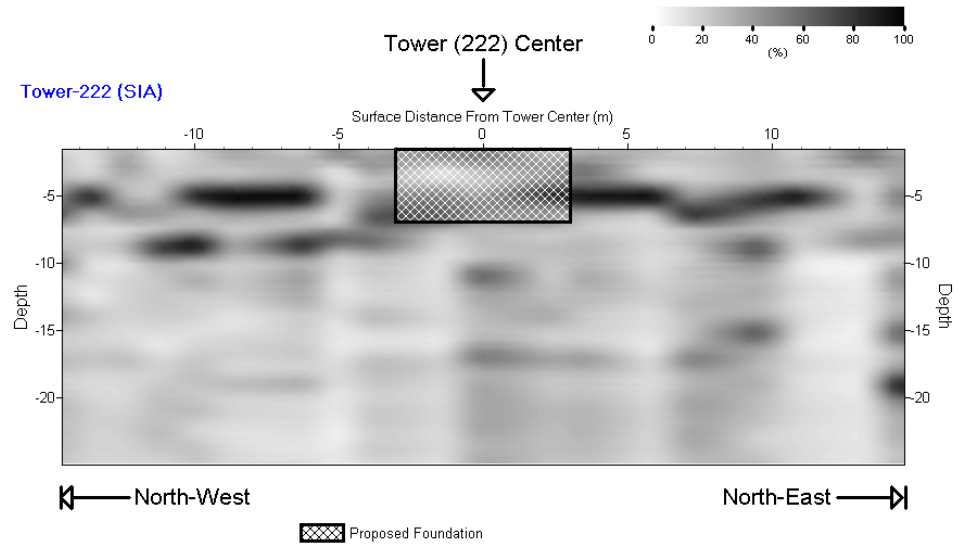 0 20 40 60 80 100
(%)
Tower (222) Center
Tower-222 (SIA)
Surface Distance From Tower Center (m)
-10 -5 0 5 10
-5 -5
-10 -10
-15 -15
-20 -20
Depth
Depth
North-West
North-East
Proposed Foundation